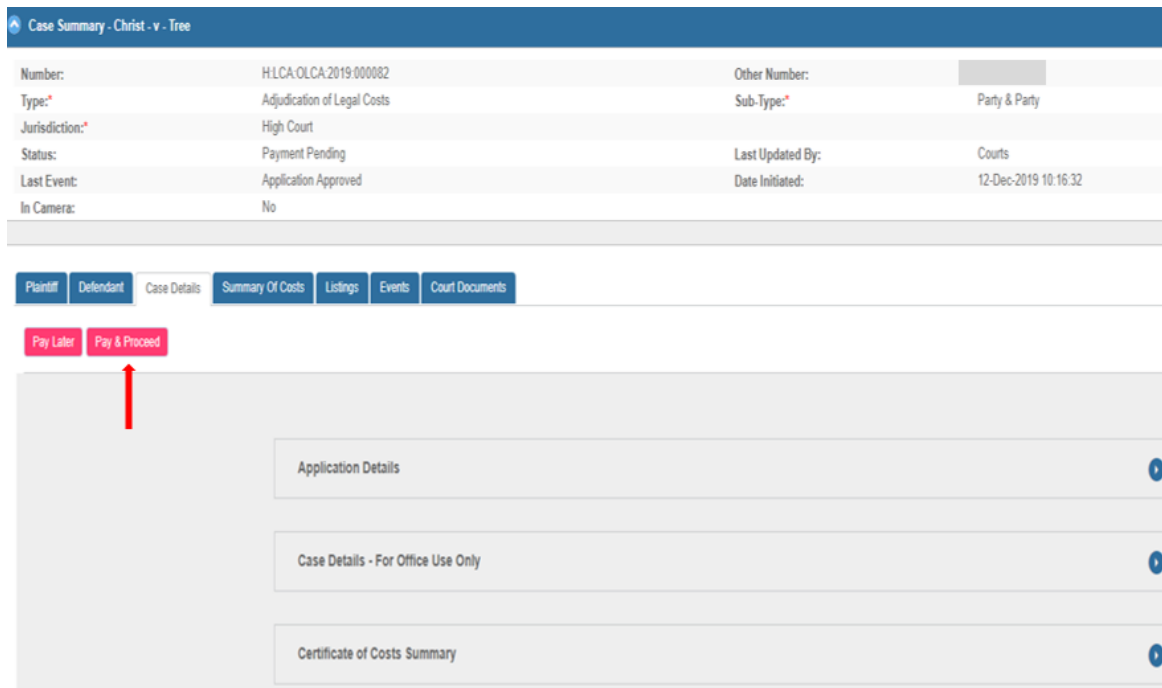 Case Summary - Christ - v - Tree
Number: H:LCA:OLCA:2019:000082 Other Number:
Type:* Adjudication of Legal Costs Sub-Type:* Party & Party
Jurisdiction:* High Court
Status: Payment Pending Last Updated By: Courts
Last Event: Application Approved Date Initiated: 12-Dec-2019 10:16:32
In Camera: No
Plaintiff Defendant Case Details Summary Of Costs Listings Events Court Documents
Pay Later Pay & Proceed
Application Details
Case Details - For Office Use Only
Certificate of Costs Summary